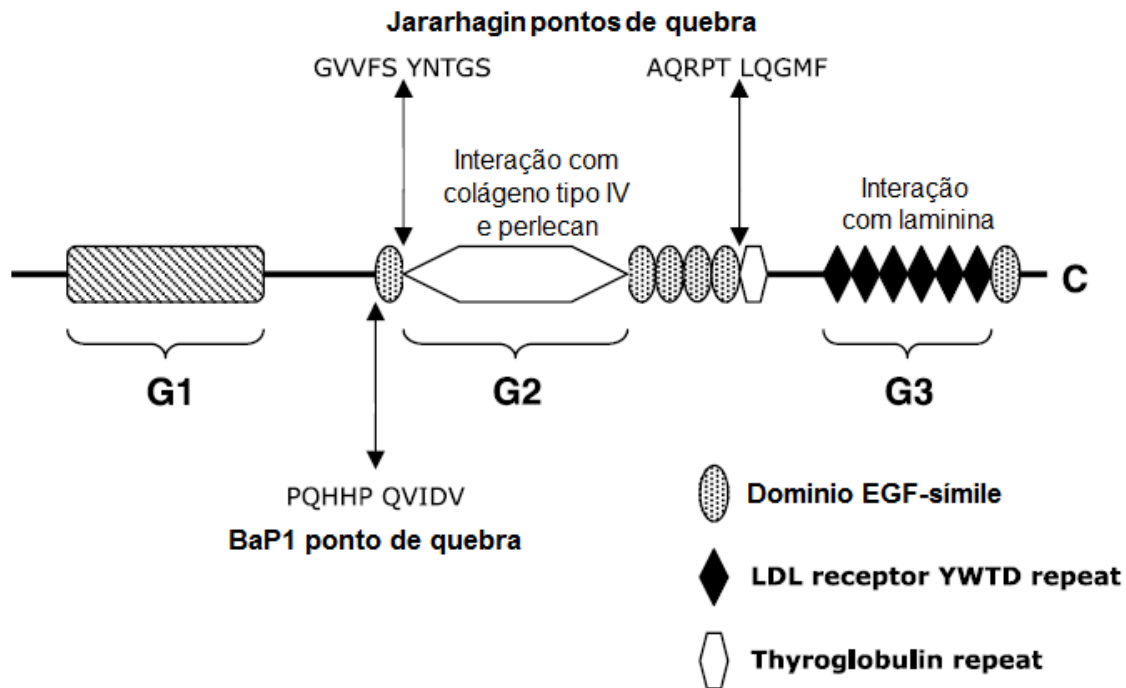 Jararhagin pontos de quebra
GVVFS YNTGS
AQRPT LQGMF
Interação com
colágeno tipo IV
e perlecan
Interação
com laminina
C
G1
G2
G3
PQHHP QVIDV
BaP1 ponto de quebra
Dominio EGF-símile
LDL receptor YWTD repeat
Thyroglobulin repeat